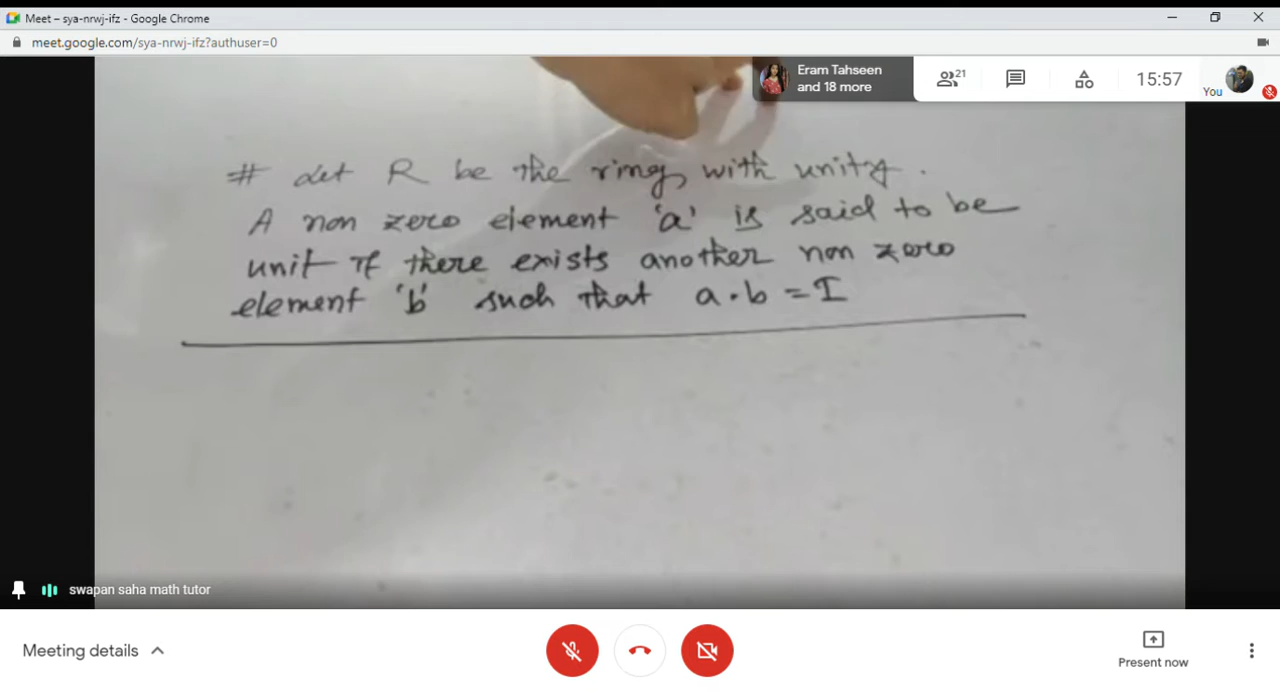 Meet – sya-nrwj-ifz - Google Chrome
meet.google.com/sya-nrwj-ifz?authuser=0
Eram Tahseen
and 18 more
21
15:57
You
# Let R be the ring with unity.
A non zero element 'a' is said to be
unit if there exists another non zero
element 'b' such that a·b = I
swapan saha math tutor
Meeting details
Present now